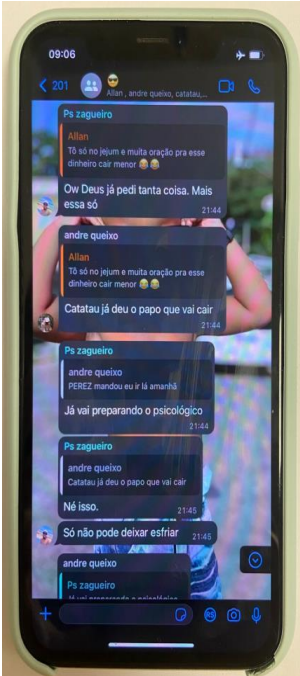 09:06
201
😎
Allan , andre queixo, catatau,...
Ps zagueiro
Allan
Tô só no jejum e muita oração pra esse
dinheiro cair menor 😂😂
Ow Deus já pedi tanta coisa. Mais
essa só
21:44
andre queixo
Allan
Tô só no jejum e muita oração pra esse
dinheiro cair menor 😂😂
Catatau já deu o papo que vai cair
21:44
Ps zagueiro
andre queixo
PEREZ mandou eu ir lá amanhã
Já vai preparando o psicológico
21:44
Ps zagueiro
andre queixo
Catatau já deu o papo que vai cair
Né isso.
21:45
Só não pode deixar esfriar
21:45
andre queixo
Ps zagueiro
Já vai preparando o psicológico
R$